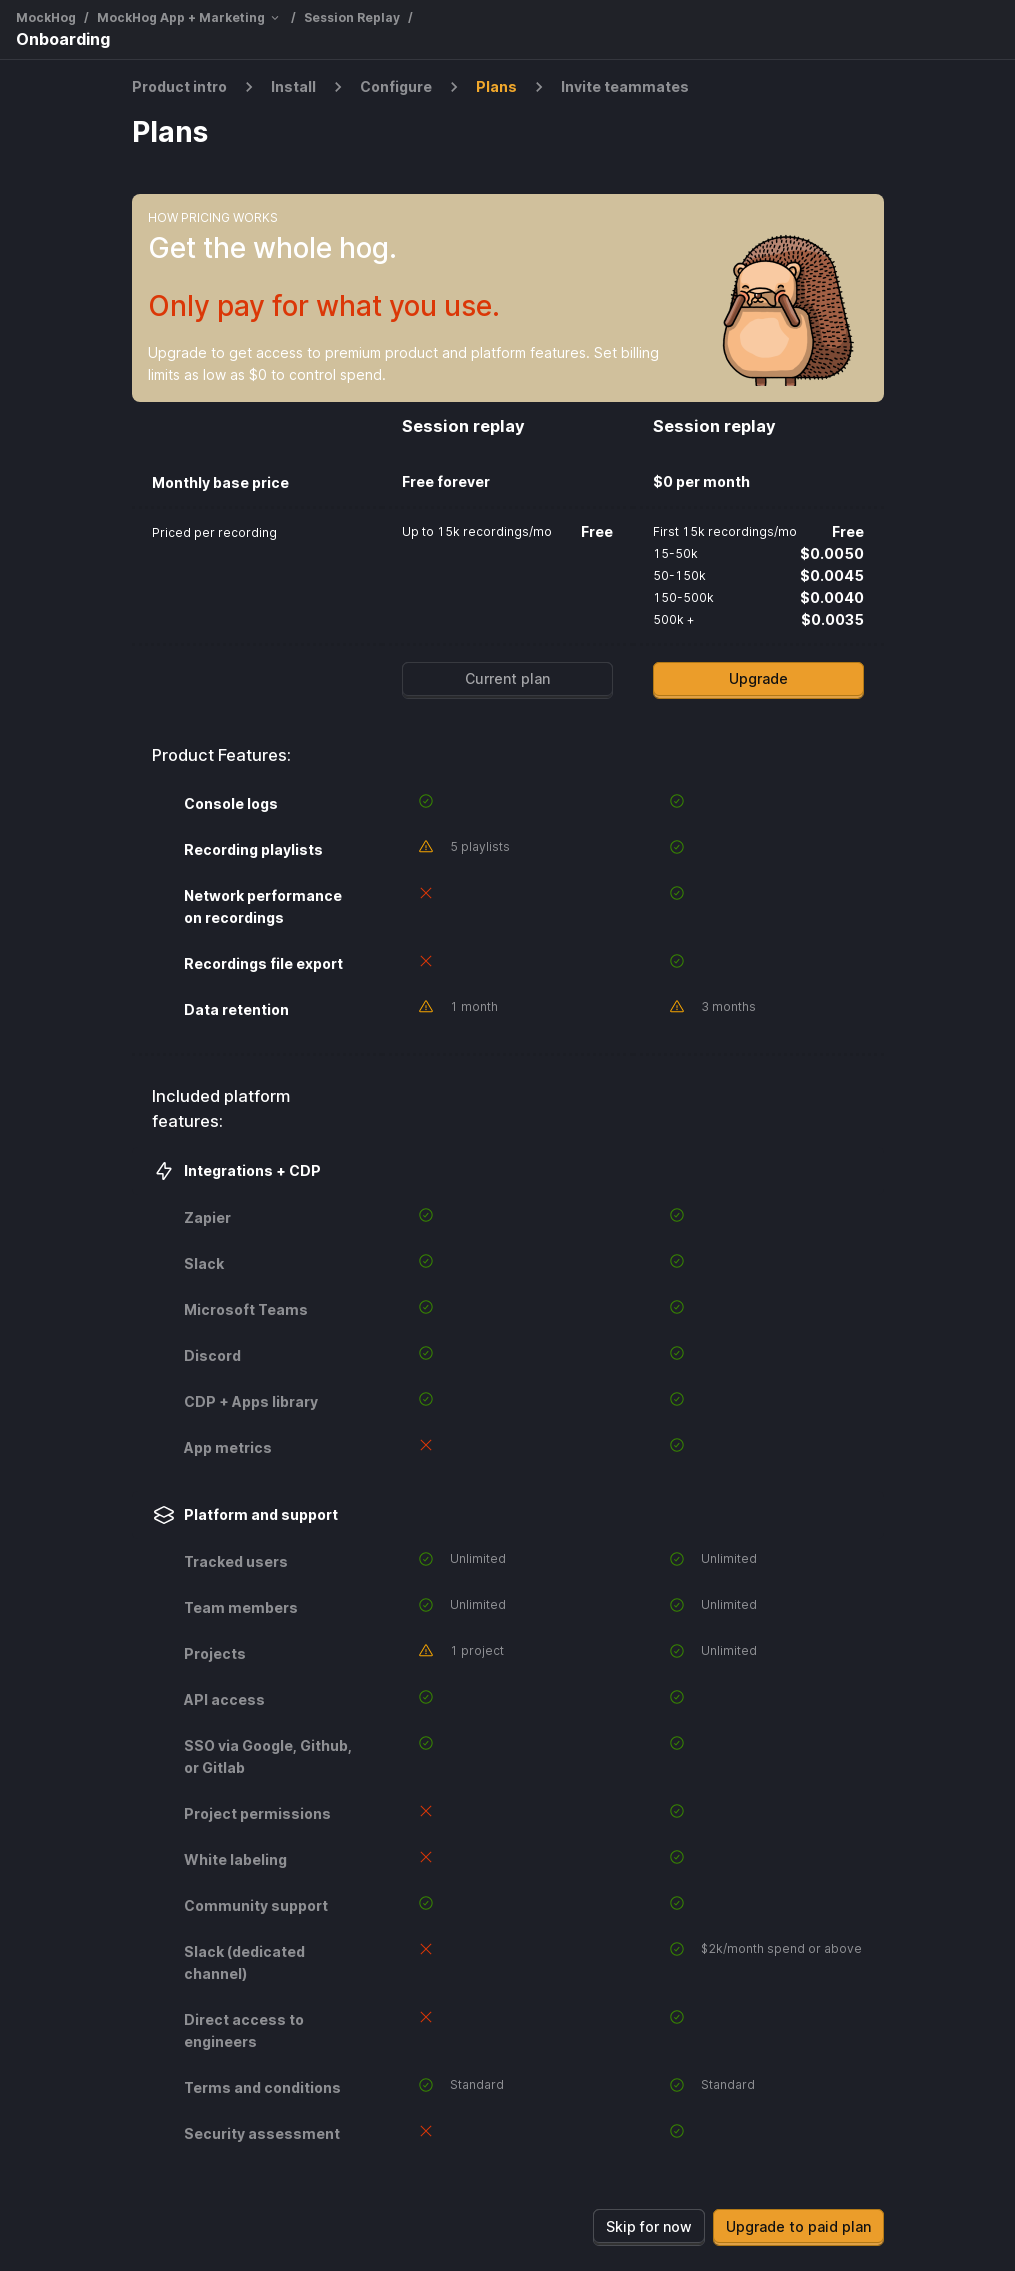 MockHog / MockHog App + Marketing / Session Replay /
Onboarding
Product intro Install Configure Plans Invite teammates
Plans
HOW PRICING WORKS
Get the whole hog.
Only pay for what you use.
Upgrade to get access to premium product and platform features. Set billing
limits as low as $0 to control spend.
Session replay Session replay
Monthly base price Free forever $0 per month
Priced per recording Up to 15k recordings/mo Free First 15k recordings/mo Free
15-50k $0.0050
50-150k $0.0045
150-500k $0.0040
500k + $0.0035
Current plan Upgrade
Product Features:
Console logs
Recording playlists 5 playlists
Network performance
on recordings
Recordings file export
Data retention 1 month 3 months
Included platform
features:
Integrations + CDP
Zapier
Slack
Microsoft Teams
Discord
CDP + Apps library
App metrics
Platform and support
Tracked users Unlimited Unlimited
Team members Unlimited Unlimited
Projects 1 project Unlimited
API access
SSO via Google, Github,
or Gitlab
Project permissions
White labeling
Community support
Slack (dedicated $2k/month spend or above
channel)
Direct access to
engineers
Terms and conditions Standard Standard
Security assessment
Skip for now Upgrade to paid plan